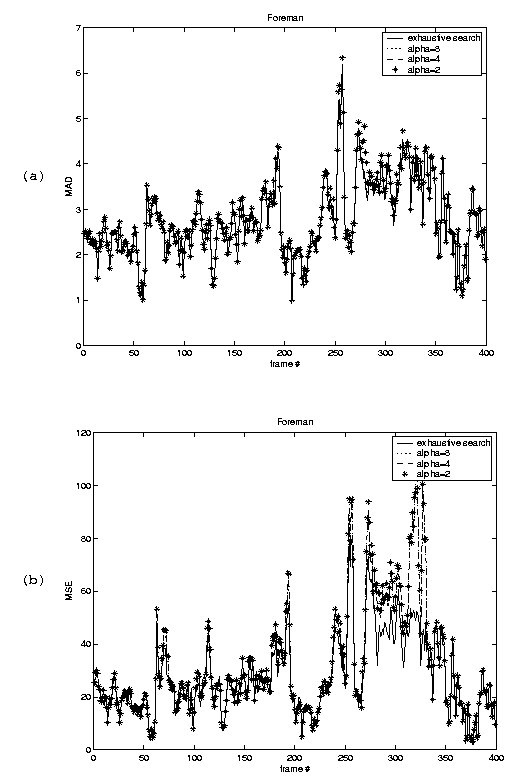 Foreman
7
6
5
4
3
2
1
0
0 50 100 150 200 250 300 350 400
frame #
MAD
(a)
exhaustive search
alpha=8
alpha=4
alpha=2
Foreman
120
100
80
60
40
20
0
0 50 100 150 200 250 300 350 400
frame #
MSE
(b)
exhaustive search
alpha=8
alpha=4
alpha=2